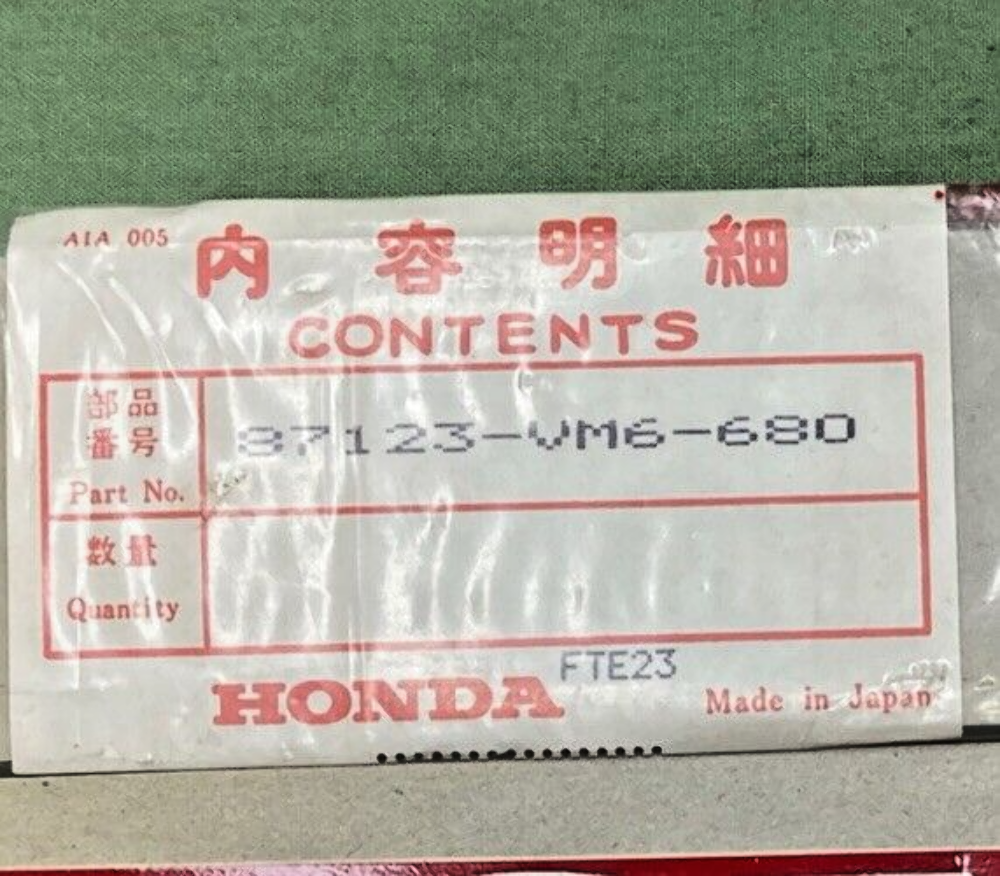 AIA 005
内容明細
CONTENTS
部品
番号
Part No.
87123-VM6-680
数量
Quantity
FTE23
HONDA
Made in Japan